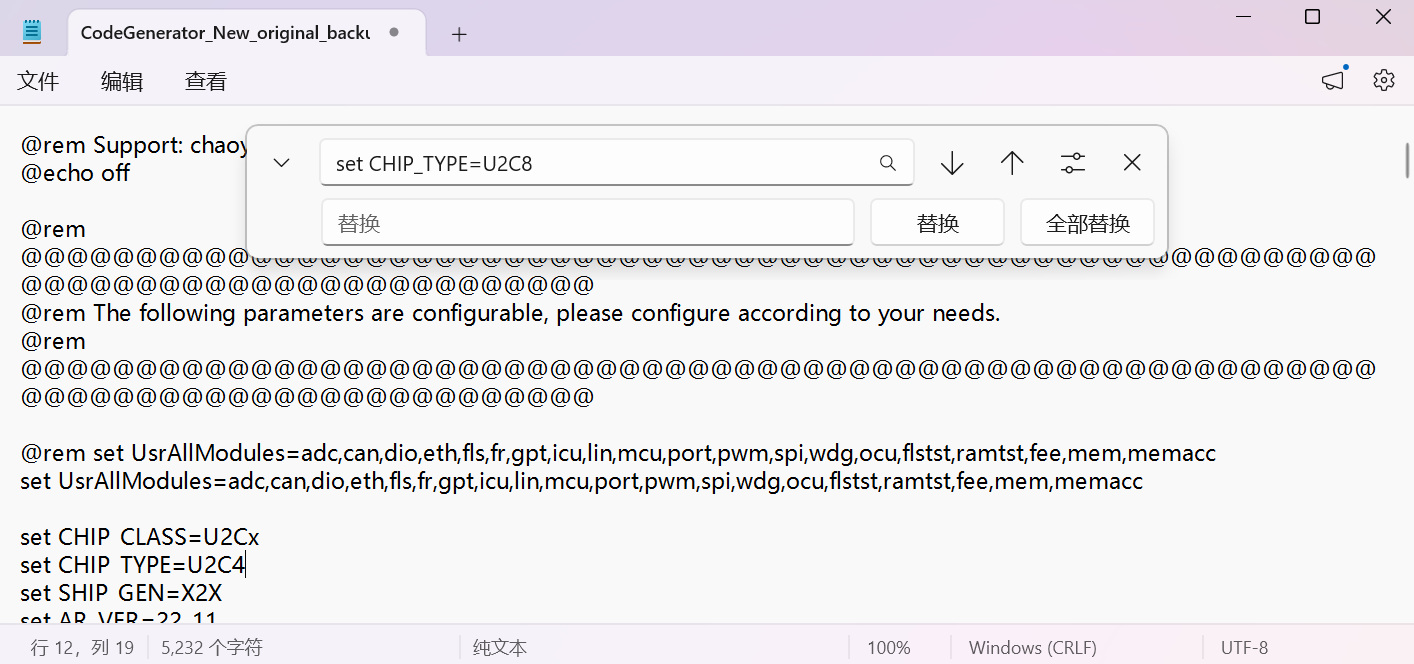 CodeGenerator_New_original_backu
文件 编辑 查看
@rem Support: chaoy
@echo off
set CHIP_TYPE=U2C8
替换 替换 全部替换
@rem
@@@@@@@@@@@@@@@@@@@@@@@@@@@@@@@@@@@@@@@@@@@@@@@@@@@@@@@@@@@
@@@@@@@@@@@@@@@@@@@@@@@@@
@rem The following parameters are configurable, please configure according to your needs.
@rem
@@@@@@@@@@@@@@@@@@@@@@@@@@@@@@@@@@@@@@@@@@@@@@@@@@@@@@@@@@@
@@@@@@@@@@@@@@@@@@@@@@@@@
@rem set UsrAllModules=adc,can,dio,eth,fls,fr,gpt,icu,lin,mcu,port,pwm,spi,wdg,ocu,flstst,ramtst,fee,mem,memacc
set UsrAllModules=adc,can,dio,eth,fls,fr,gpt,icu,lin,mcu,port,pwm,spi,wdg,ocu,flstst,ramtst,fee,mem,memacc
set CHIP_CLASS=U2Cx
set CHIP_TYPE=U2C4
set SHIP_GEN=X2X
set AR_VER=22_11
行 12，列 19 5,232 个字符 纯文本 100% Windows (CRLF) UTF-8